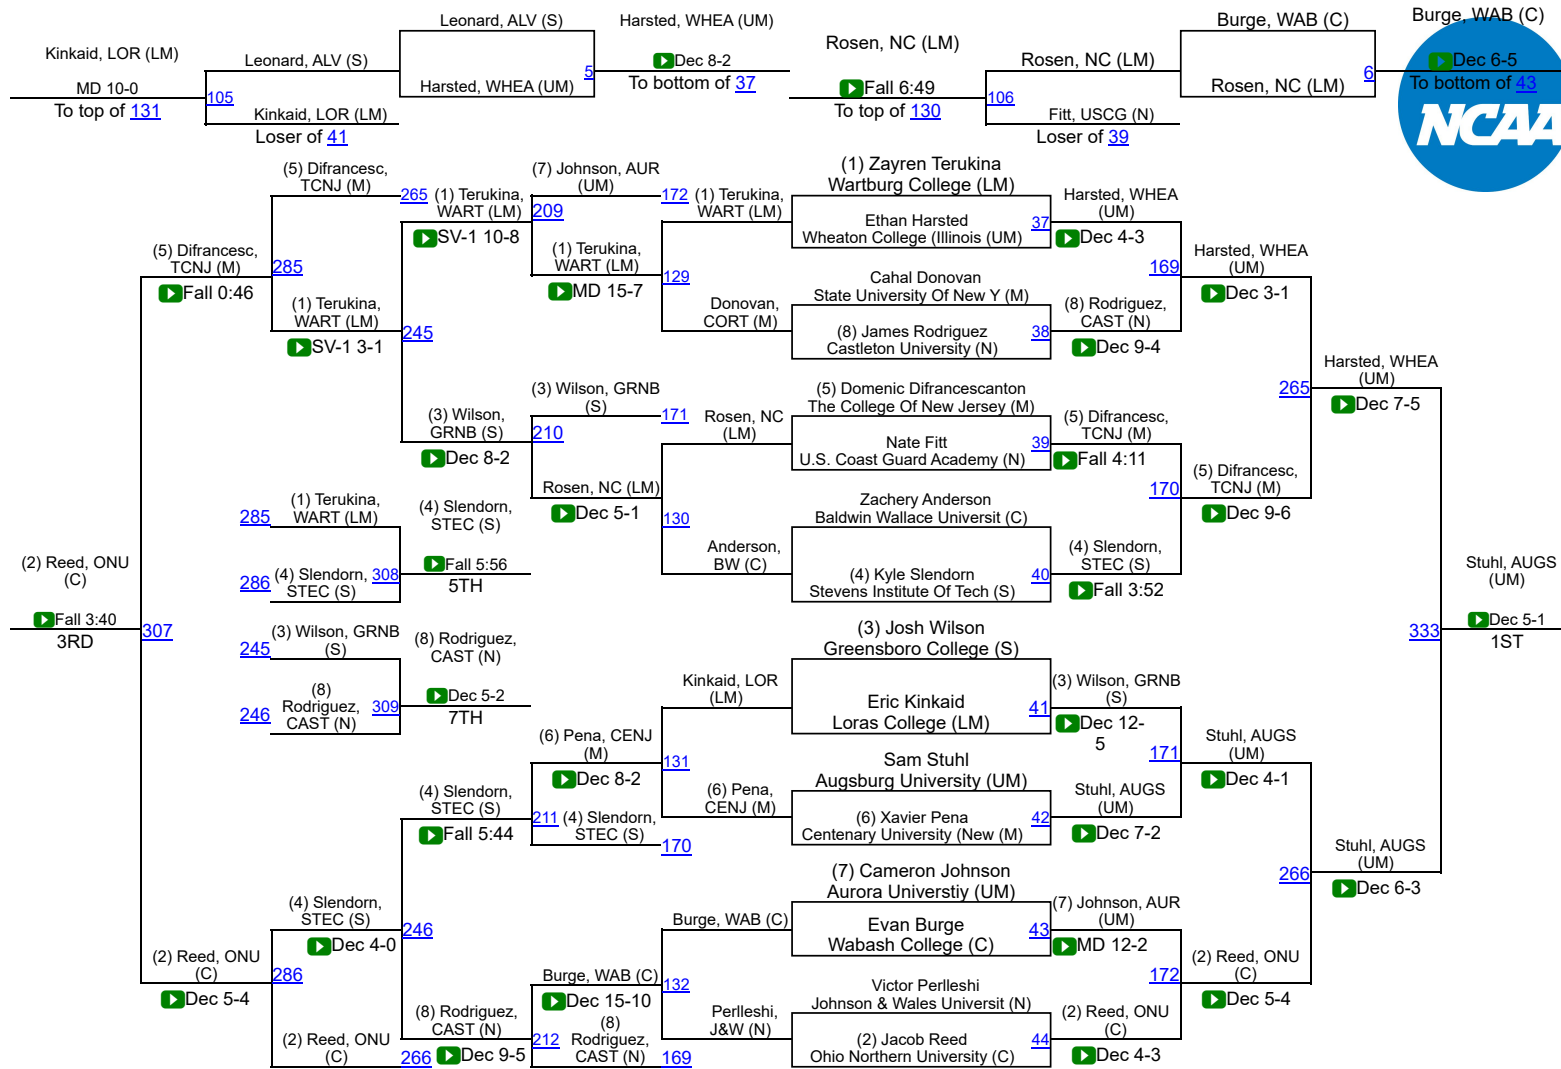 Leonard, ALV (S)
Harsted, WHEA (UM)
Burge, WAB (C)
Burge, WAB (C)
Kinkaid, LOR (LM)
Leonard, ALV (S)
Dec 8-2
Rosen, NC (LM)
Rosen, NC (LM)
Dec 6-5
MD 10-0
105
Harsted, WHEA (UM)
5
To bottom of 37
Fall 6:49
106
Rosen, NC (LM)
6
To bottom of 43
To top of 131
Kinkaid, LOR (LM)
To top of 130
Fitt, USCG (N)
NCAA
Loser of 41
Loser of 39
(5) Difrancesc,
TCNJ (M)
265
(1) Terukina,
WART (LM)
(7) Johnson, AUR
(UM)
172
(1) Terukina,
WART (LM)
(1) Zayren Terukina
Wartburg College (LM)
Harsted, WHEA
(UM)
209
Ethan Harsted
Wheaton College (Illinois (UM)
37
SV-1 10-8
Dec 4-3
(5) Difrancesc,
TCNJ (M)
285
(1) Terukina,
WART (LM)
129
Cahal Donovan
State University Of New Y (M)
169
Harsted, WHEA
(UM)
Fall 0:46
MD 15-7
Dec 3-1
(1) Terukina,
WART (LM)
245
Donovan,
CORT (M)
(8) James Rodriguez
Castleton University (N)
38
(8) Rodriguez,
CAST (N)
SV-1 3-1
Dec 9-4
Harsted, WHEA
(UM)
265
Dec 7-5
(3) Wilson, GRNB
(S)
171
(5) Domenic Difrancescanton
The College Of New Jersey (M)
(3) Wilson,
GRNB (S)
210
Rosen, NC
(LM)
Nate Fitt
U.S. Coast Guard Academy (N)
39
(5) Difrancesc,
TCNJ (M)
Dec 8-2
Fall 4:11
Rosen, NC (LM)
170
(5) Difrancesc,
TCNJ (M)
Dec 5-1
Dec 9-6
285
(1) Terukina,
WART (LM)
(4) Slendorn,
STEC (S)
130
Zachery Anderson
Baldwin Wallace Universit (C)
(2) Reed, ONU
(C)
286
(4) Slendorn,
STEC (S)
308
Fall 5:56
5TH
Anderson,
BW (C)
(4) Kyle Slendorn
Stevens Institute Of Tech (S)
40
(4) Slendorn,
STEC (S)
Fall 3:52
Stuhl, AUGS
(UM)
Fall 3:40
3RD
307
245
(3) Wilson, GRNB
(S)
(8) Rodriguez,
CAST (N)
(3) Josh Wilson
Greensboro College (S)
333
Dec 5-1
1ST
246
(8)
Rodriguez,
CAST (N)
309
Dec 5-2
7TH
Kinkaid, LOR
(LM)
Eric Kinkaid
Loras College (LM)
41
(3) Wilson, GRNB
(S)
Dec 12-
5
(6) Pena, CENJ
(M)
131
Sam Stuhl
Augsburg University (UM)
171
Stuhl, AUGS
(UM)
Dec 8-2
Dec 4-1
(4) Slendorn,
STEC (S)
211
(4) Slendorn,
STEC (S)
170
(6) Pena,
CENJ (M)
(6) Xavier Pena
Centenary University (New (M)
42
Stuhl, AUGS
(UM)
Fall 5:44
Dec 7-2
266
Stuhl, AUGS
(UM)
Dec 6-3
(7) Cameron Johnson
Aurora Universtiy (UM)
(4) Slendorn,
STEC (S)
246
Burge, WAB (C)
Evan Burge
Wabash College (C)
43
(7) Johnson, AUR
(UM)
Dec 4-0
MD 12-2
(2) Reed, ONU
(C)
286
Burge, WAB (C)
132
Victor Perlleshi
Johnson & Wales Universit (N)
172
(2) Reed, ONU
(C)
Dec 5-4
Dec 15-10
Dec 5-4
(2) Reed, ONU
(C)
266
(8) Rodriguez,
CAST (N)
212
(8)
Rodriguez,
CAST (N)
169
Perlleshi,
J&W (N)
(2) Jacob Reed
Ohio Northern University (C)
44
(2) Reed, ONU
(C)
Dec 9-5
Dec 4-3